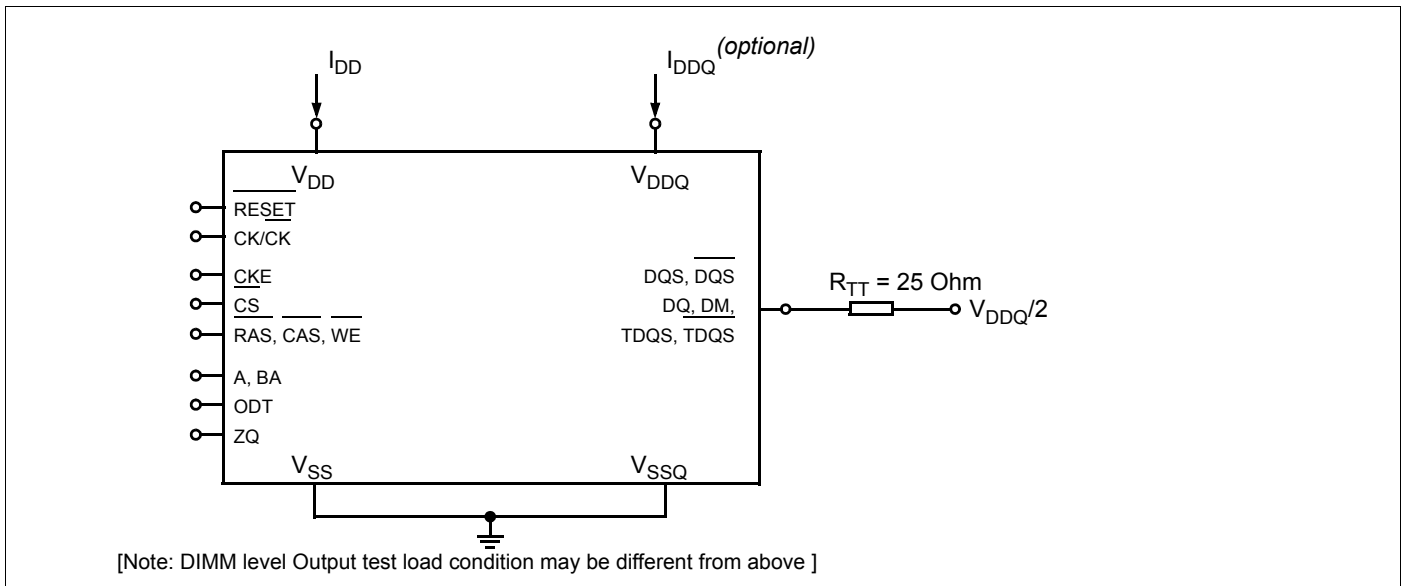 I_DD
I_DDQ (optional)
V_DD
V_DDQ
RESET
CK/CK
CKE
CS
RAS, CAS, WE
A, BA
ODT
ZQ
DQS, DQS
DQ, DM,
TDQS, TDQS
R_TT = 25 Ohm
V_DDQ/2
V_SS
V_SSQ
[Note: DIMM level Output test load condition may be different from above ]